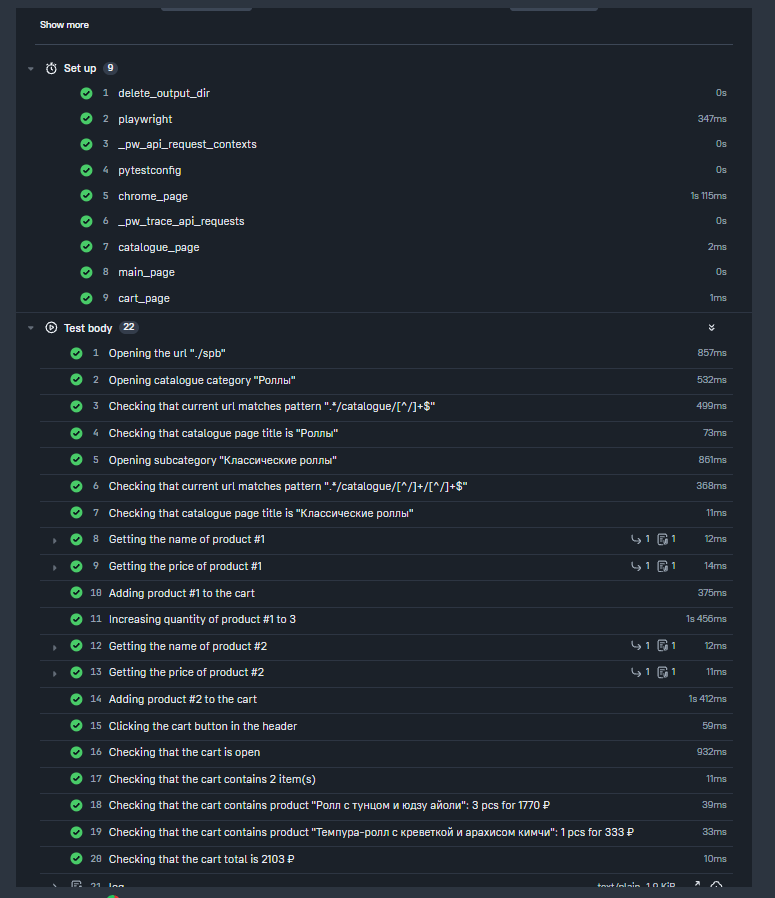 Show more
Set up 9
1 delete_output_dir 0s
2 playwright 347ms
3 _pw_api_request_contexts 0s
4 pytestconfig 0s
5 chrome_page 1s 115ms
6 _pw_trace_api_requests 0s
7 catalogue_page 2ms
8 main_page 0s
9 cart_page 1ms
Test body 22
1 Opening the url "./spb" 857ms
2 Opening catalogue category "Роллы" 532ms
3 Checking that current url matches pattern ".*/catalogue/[^/]+$" 499ms
4 Checking that catalogue page title is "Роллы" 73ms
5 Opening subcategory "Классические роллы" 861ms
6 Checking that current url matches pattern ".*/catalogue/[^/]+/[^/]+$" 368ms
7 Checking that catalogue page title is "Классические роллы" 11ms
8 Getting the name of product #1 1 1 12ms
9 Getting the price of product #1 1 1 14ms
10 Adding product #1 to the cart 375ms
11 Increasing quantity of product #1 to 3 1s 456ms
12 Getting the name of product #2 1 1 12ms
13 Getting the price of product #2 1 1 11ms
14 Adding product #2 to the cart 1s 412ms
15 Clicking the cart button in the header 59ms
16 Checking that the cart is open 932ms
17 Checking that the cart contains 2 item(s) 11ms
18 Checking that the cart contains product "Ролл с тунцом и юдзу айоли": 3 pcs for 1770 ₽ 39ms
19 Checking that the cart contains product "Темпура-ролл с креветкой и арахисом кимчи": 1 pcs for 333 ₽ 33ms
20 Checking that the cart total is 2103 ₽ 10ms
21 log text/plain 1.9 KiB